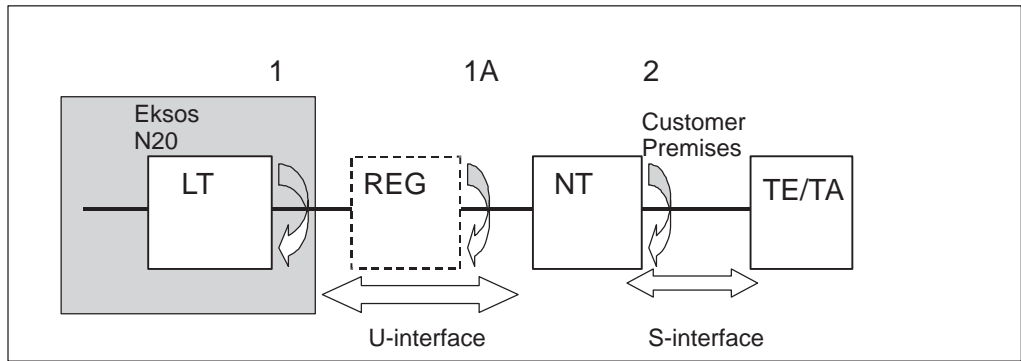 1 1A 2
Eksos
N20
Customer
Premises
LT REG NT TE/TA
U-interface S-interface